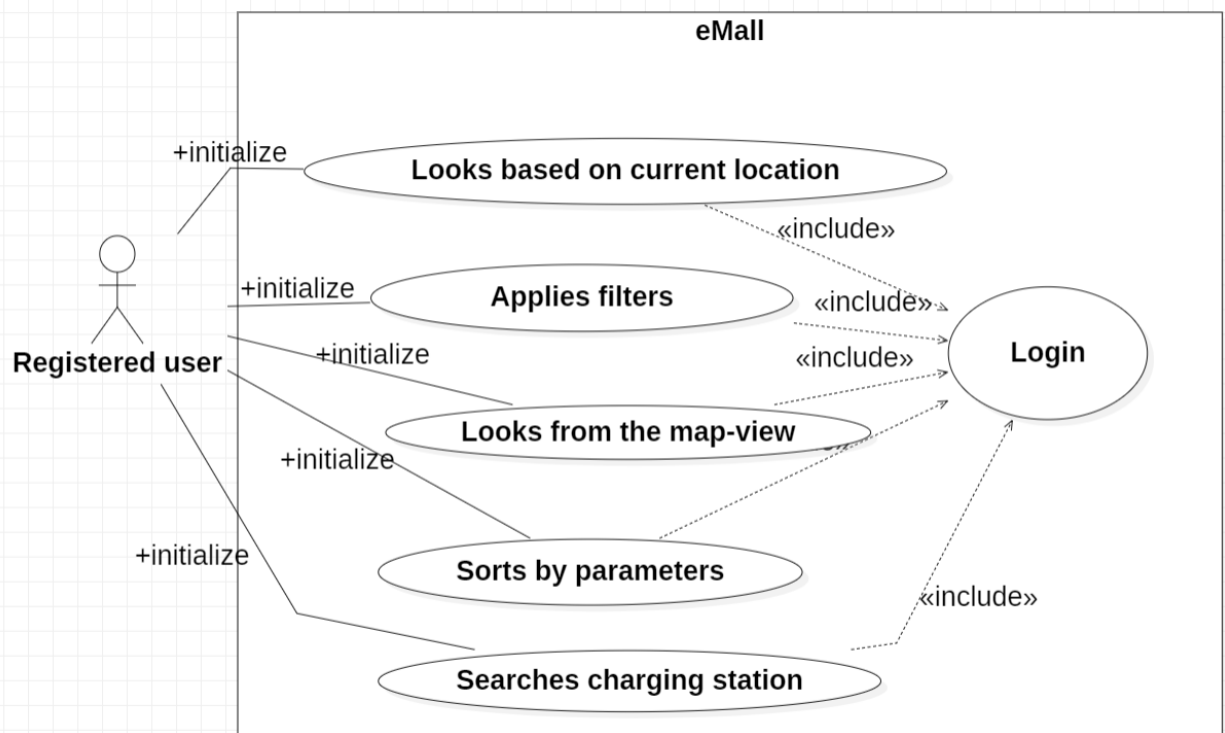 eMall
+initialize
Looks based on current location
«include»
+initialize
Applies filters
«include»
+initialize
«include»
Login
Registered user
Looks from the map-view
+initialize
+initialize
Sorts by parameters
«include»
Searches charging station